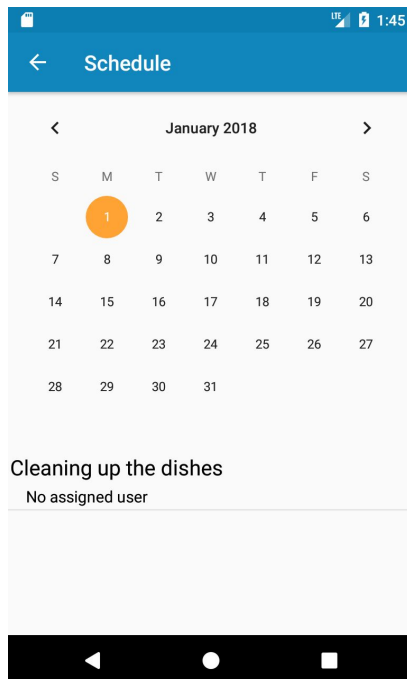 LTE 1:45
Schedule
January 2018
S M T W T F S
1 2 3 4 5 6
7 8 9 10 11 12 13
14 15 16 17 18 19 20
21 22 23 24 25 26 27
28 29 30 31
Cleaning up the dishes
No assigned user